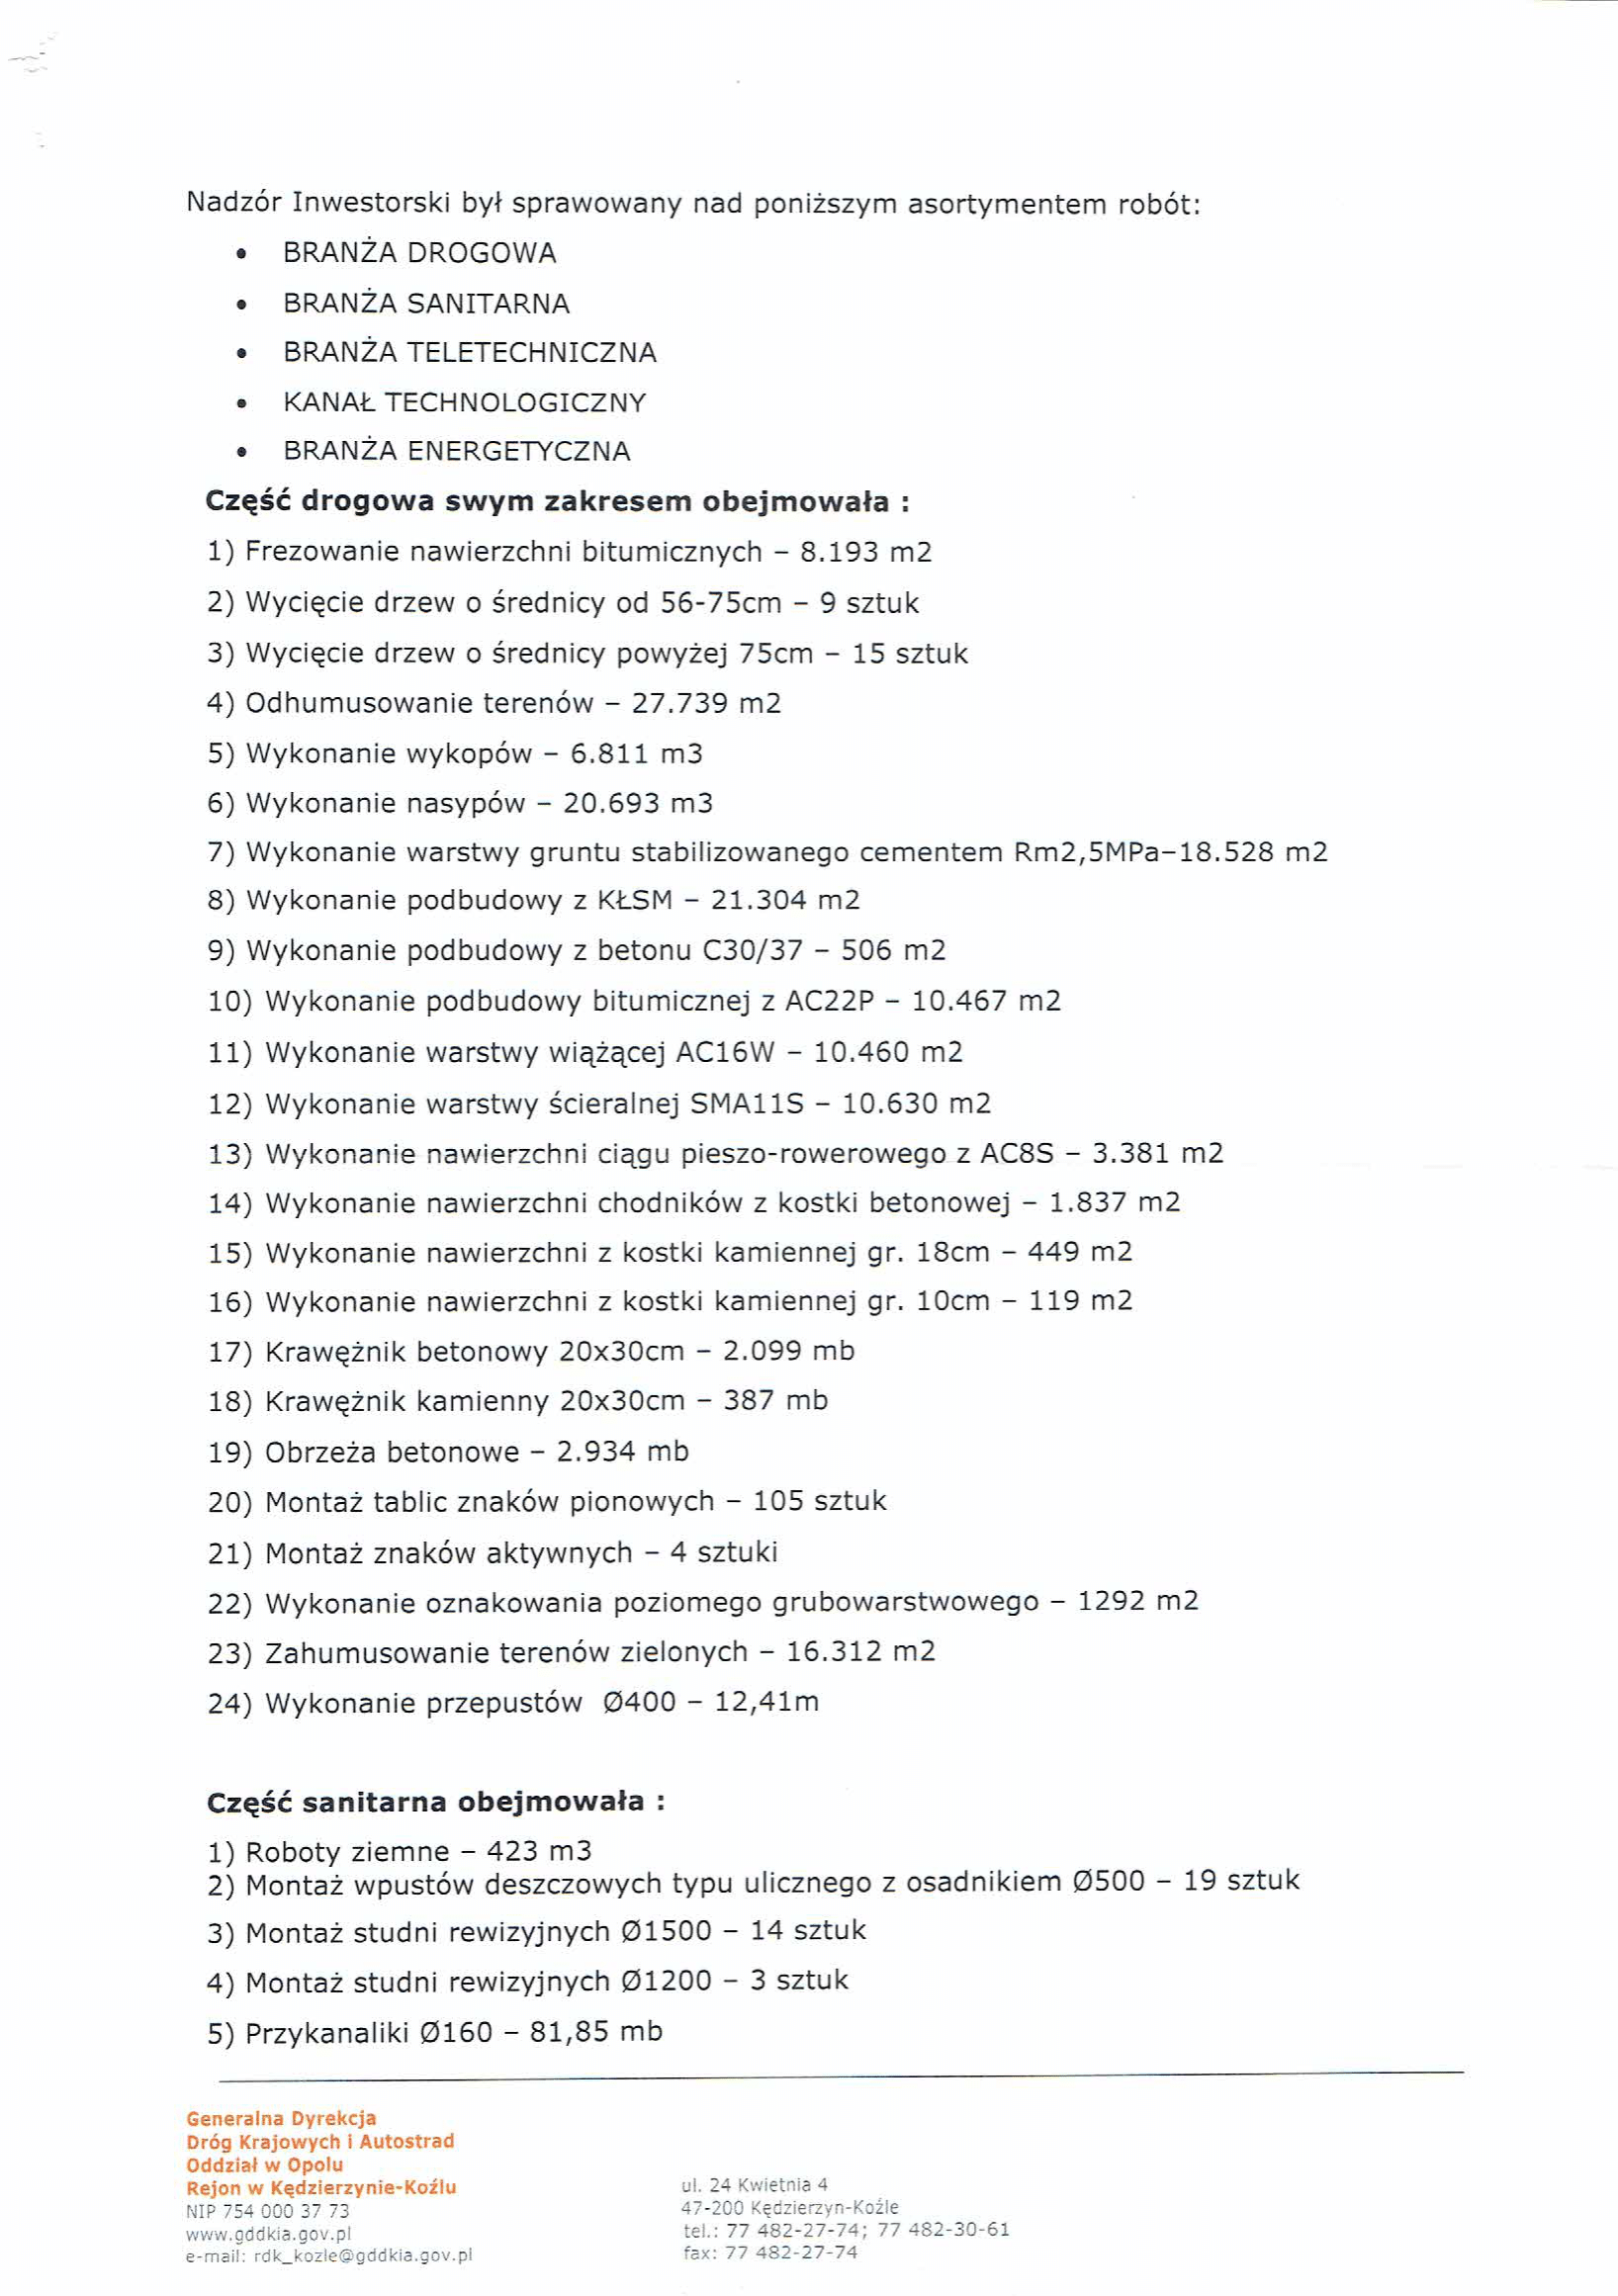 Nadzór Inwestorski był sprawowany nad poniższym asortymentem robót:
• BRANŻA DROGOWA
• BRANŻA SANITARNA
• BRANŻA TELETECHNICZNA
• KANAŁ TECHNOLOGICZNY
• BRANŻA ENERGETYCZNA
Część drogowa swym zakresem obejmowała :
1) Frezowanie nawierzchni bitumicznych – 8.193 m2
2) Wycięcie drzew o średnicy od 56-75cm – 9 sztuk
3) Wycięcie drzew o średnicy powyżej 75cm – 15 sztuk
4) Odhumusowanie terenów – 27.739 m2
5) Wykonanie wykopów – 6.811 m3
6) Wykonanie nasypów – 20.693 m3
7) Wykonanie warstwy gruntu stabilizowanego cementem Rm2,5MPa–18.528 m2
8) Wykonanie podbudowy z KŁSM – 21.304 m2
9) Wykonanie podbudowy z betonu C30/37 – 506 m2
10) Wykonanie podbudowy bitumicznej z AC22P – 10.467 m2
11) Wykonanie warstwy wiążącej AC16W – 10.460 m2
12) Wykonanie warstwy ścieralnej SMA11S – 10.630 m2
13) Wykonanie nawierzchni ciągu pieszo-rowerowego z AC8S – 3.381 m2
14) Wykonanie nawierzchni chodników z kostki betonowej – 1.837 m2
15) Wykonanie nawierzchni z kostki kamiennej gr. 18cm – 449 m2
16) Wykonanie nawierzchni z kostki kamiennej gr. 10cm – 119 m2
17) Krawężnik betonowy 20x30cm – 2.099 mb
18) Krawężnik kamienny 20x30cm – 387 mb
19) Obrzeża betonowe – 2.934 mb
20) Montaż tablic znaków pionowych – 105 sztuk
21) Montaż znaków aktywnych – 4 sztuki
22) Wykonanie oznakowania poziomego grubowarstwowego – 1292 m2
23) Zahumusowanie terenów zielonych – 16.312 m2
24) Wykonanie przepustów Ø400 – 12,41m
Część sanitarna obejmowała :
1) Roboty ziemne – 423 m3
2) Montaż wpustów deszczowych typu ulicznego z osadnikiem Ø500 – 19 sztuk
3) Montaż studni rewizyjnych Ø1500 – 14 sztuk
4) Montaż studni rewizyjnych Ø1200 – 3 sztuk
5) Przykanaliki Ø160 – 81,85 mb
Generalna Dyrekcja
Dróg Krajowych i Autostrad
Oddział w Opolu
Rejon w Kędzierzynie-Koźlu
NIP 754 000 37 73
www.gddkia.gov.pl
e-mail: rdk_kozle@gddkia.gov.pl
ul. 24 Kwietnia 4
47-200 Kędzierzyn-Koźle
tel.: 77 482-27-74; 77 482-30-61
fax: 77 482-27-74